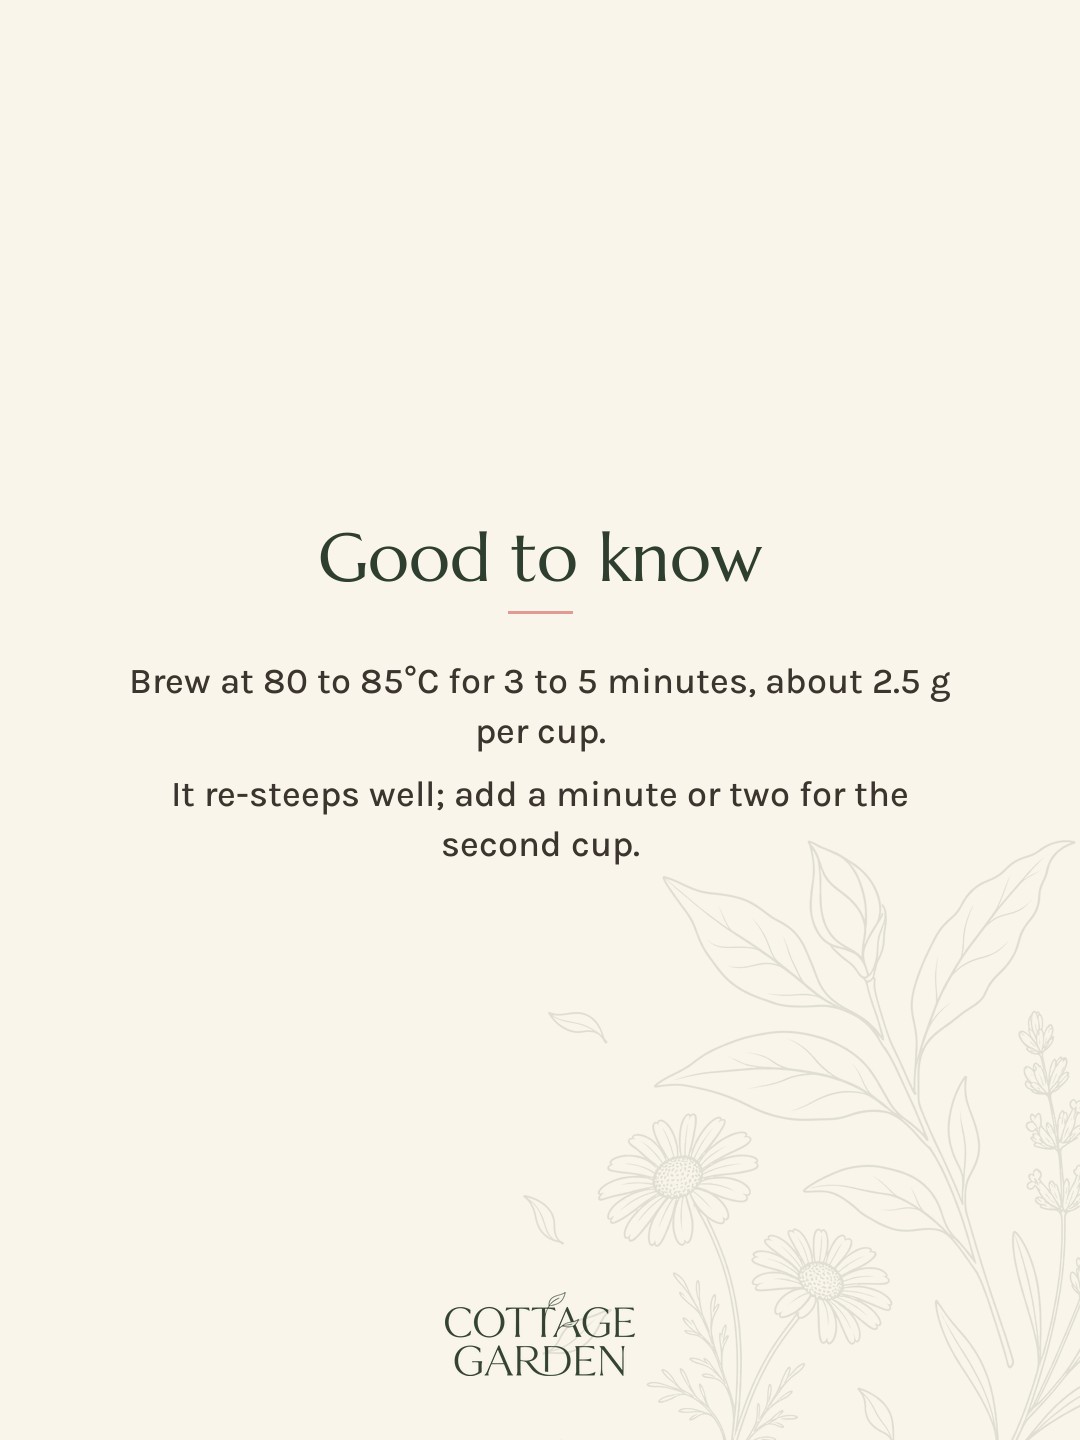 Good to know
Brew at 80 to 85°C for 3 to 5 minutes, about 2.5 g
per cup.
It re-steeps well; add a minute or two for the
second cup.
COTTAGE
GARDEN